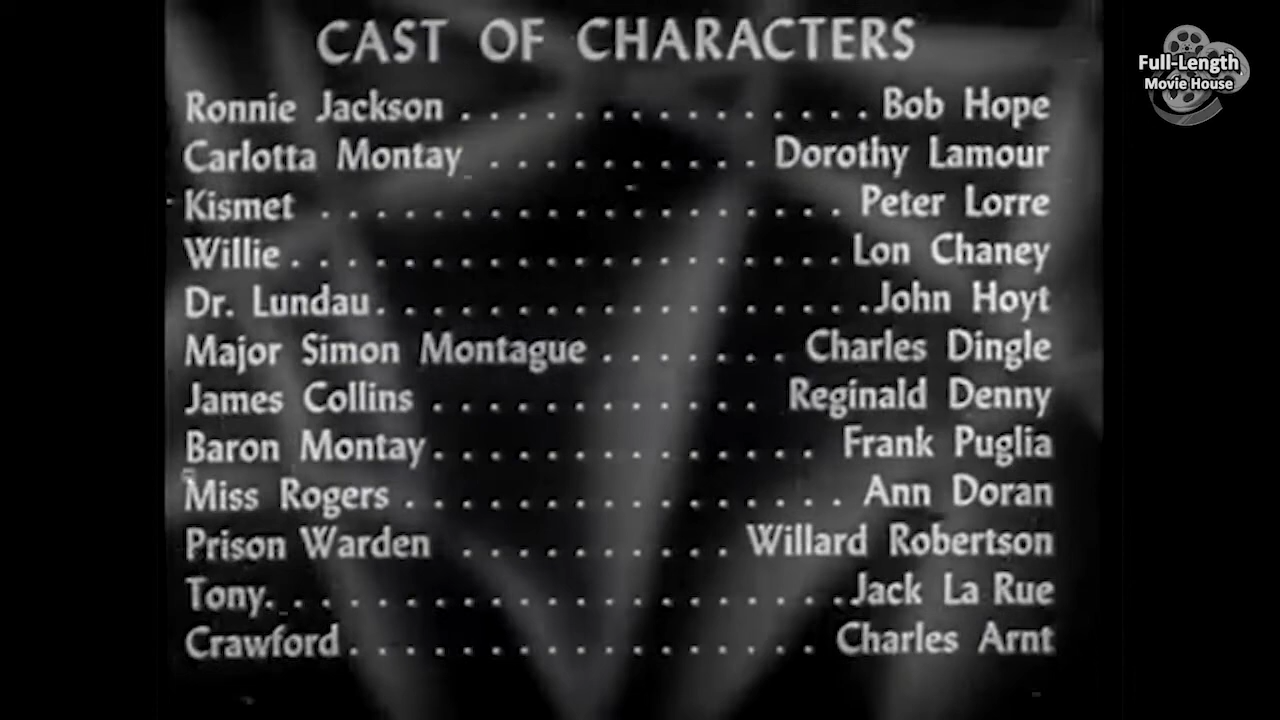 CAST OF CHARACTERS
Ronnie Jackson . . . . . . . . . . . . . . . Bob Hope
Carlotta Montay . . . . . . . . . . Dorothy Lamour
Kismet . . . . . . . . . . . . . . . . . . . Peter Lorre
Willie . . . . . . . . . . . . . . . . . . . . Lon Chaney
Dr. Lundau . . . . . . . . . . . . . . . . . . John Hoyt
Major Simon Montague . . . . . . . Charles Dingle
James Collins . . . . . . . . . . . . Reginald Denny
Baron Montay . . . . . . . . . . . . . . Frank Puglia
Miss Rogers . . . . . . . . . . . . . . . . Ann Doran
Prison Warden . . . . . . . . . . Willard Robertson
Tony . . . . . . . . . . . . . . . . . . . . . Jack La Rue
Crawford . . . . . . . . . . . . . . . . . Charles Arnt
Full-Length
Movie House